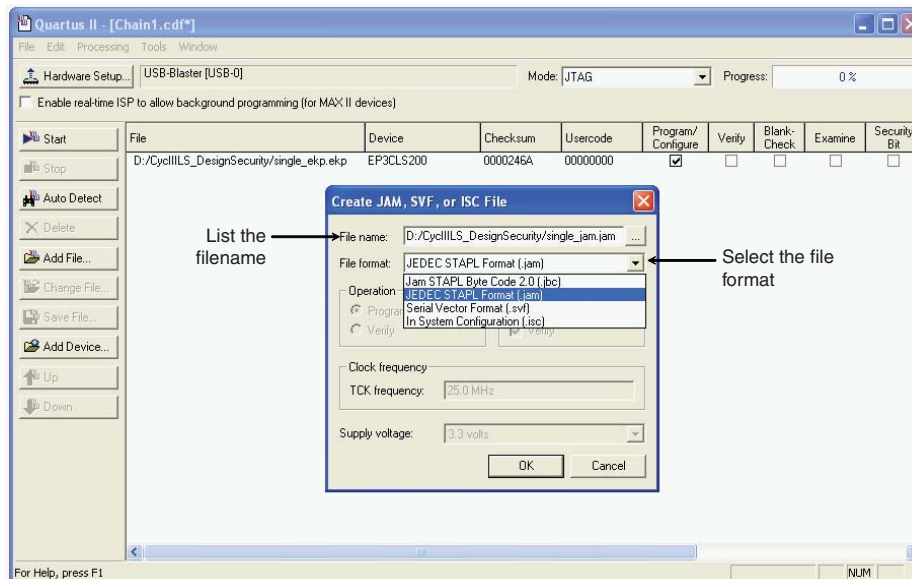 Quartus II - [Chain1.cdf*]
File Edit Processing Tools Window
Hardware Setup... USB-Blaster [USB-0] Mode: JTAG Progress: 0 %
Enable real-time ISP to allow background programming (for MAX II devices)
Start
Stop
Auto Detect
Delete
Add File...
Change File...
Save File...
Add Device...
Up
Down
File Device Checksum Usercode Program/Configure Verify Blank-Check Examine Security Bit
D:/CycIIILS_DesignSecurity/single_ekp.ekp EP3CLS200 0000246A 00000000
Create JAM, SVF, or ISC File
List the filename
File name: D:/CycIIILS_DesignSecurity/single_jam.jam ...
File format: JEDEC STAPL Format (.jam)
Select the file format
Jam STAPL Byte Code 2.0 (.jbc)
JEDEC STAPL Format (.jam)
Serial Vector Format (.svf)
In System Configuration (.isc)
Operation
Program
Verify
Verify
Clock frequency
TCK frequency: 25.0 MHz
Supply voltage: 3.3 volts
OK Cancel
For Help, press F1 NUM